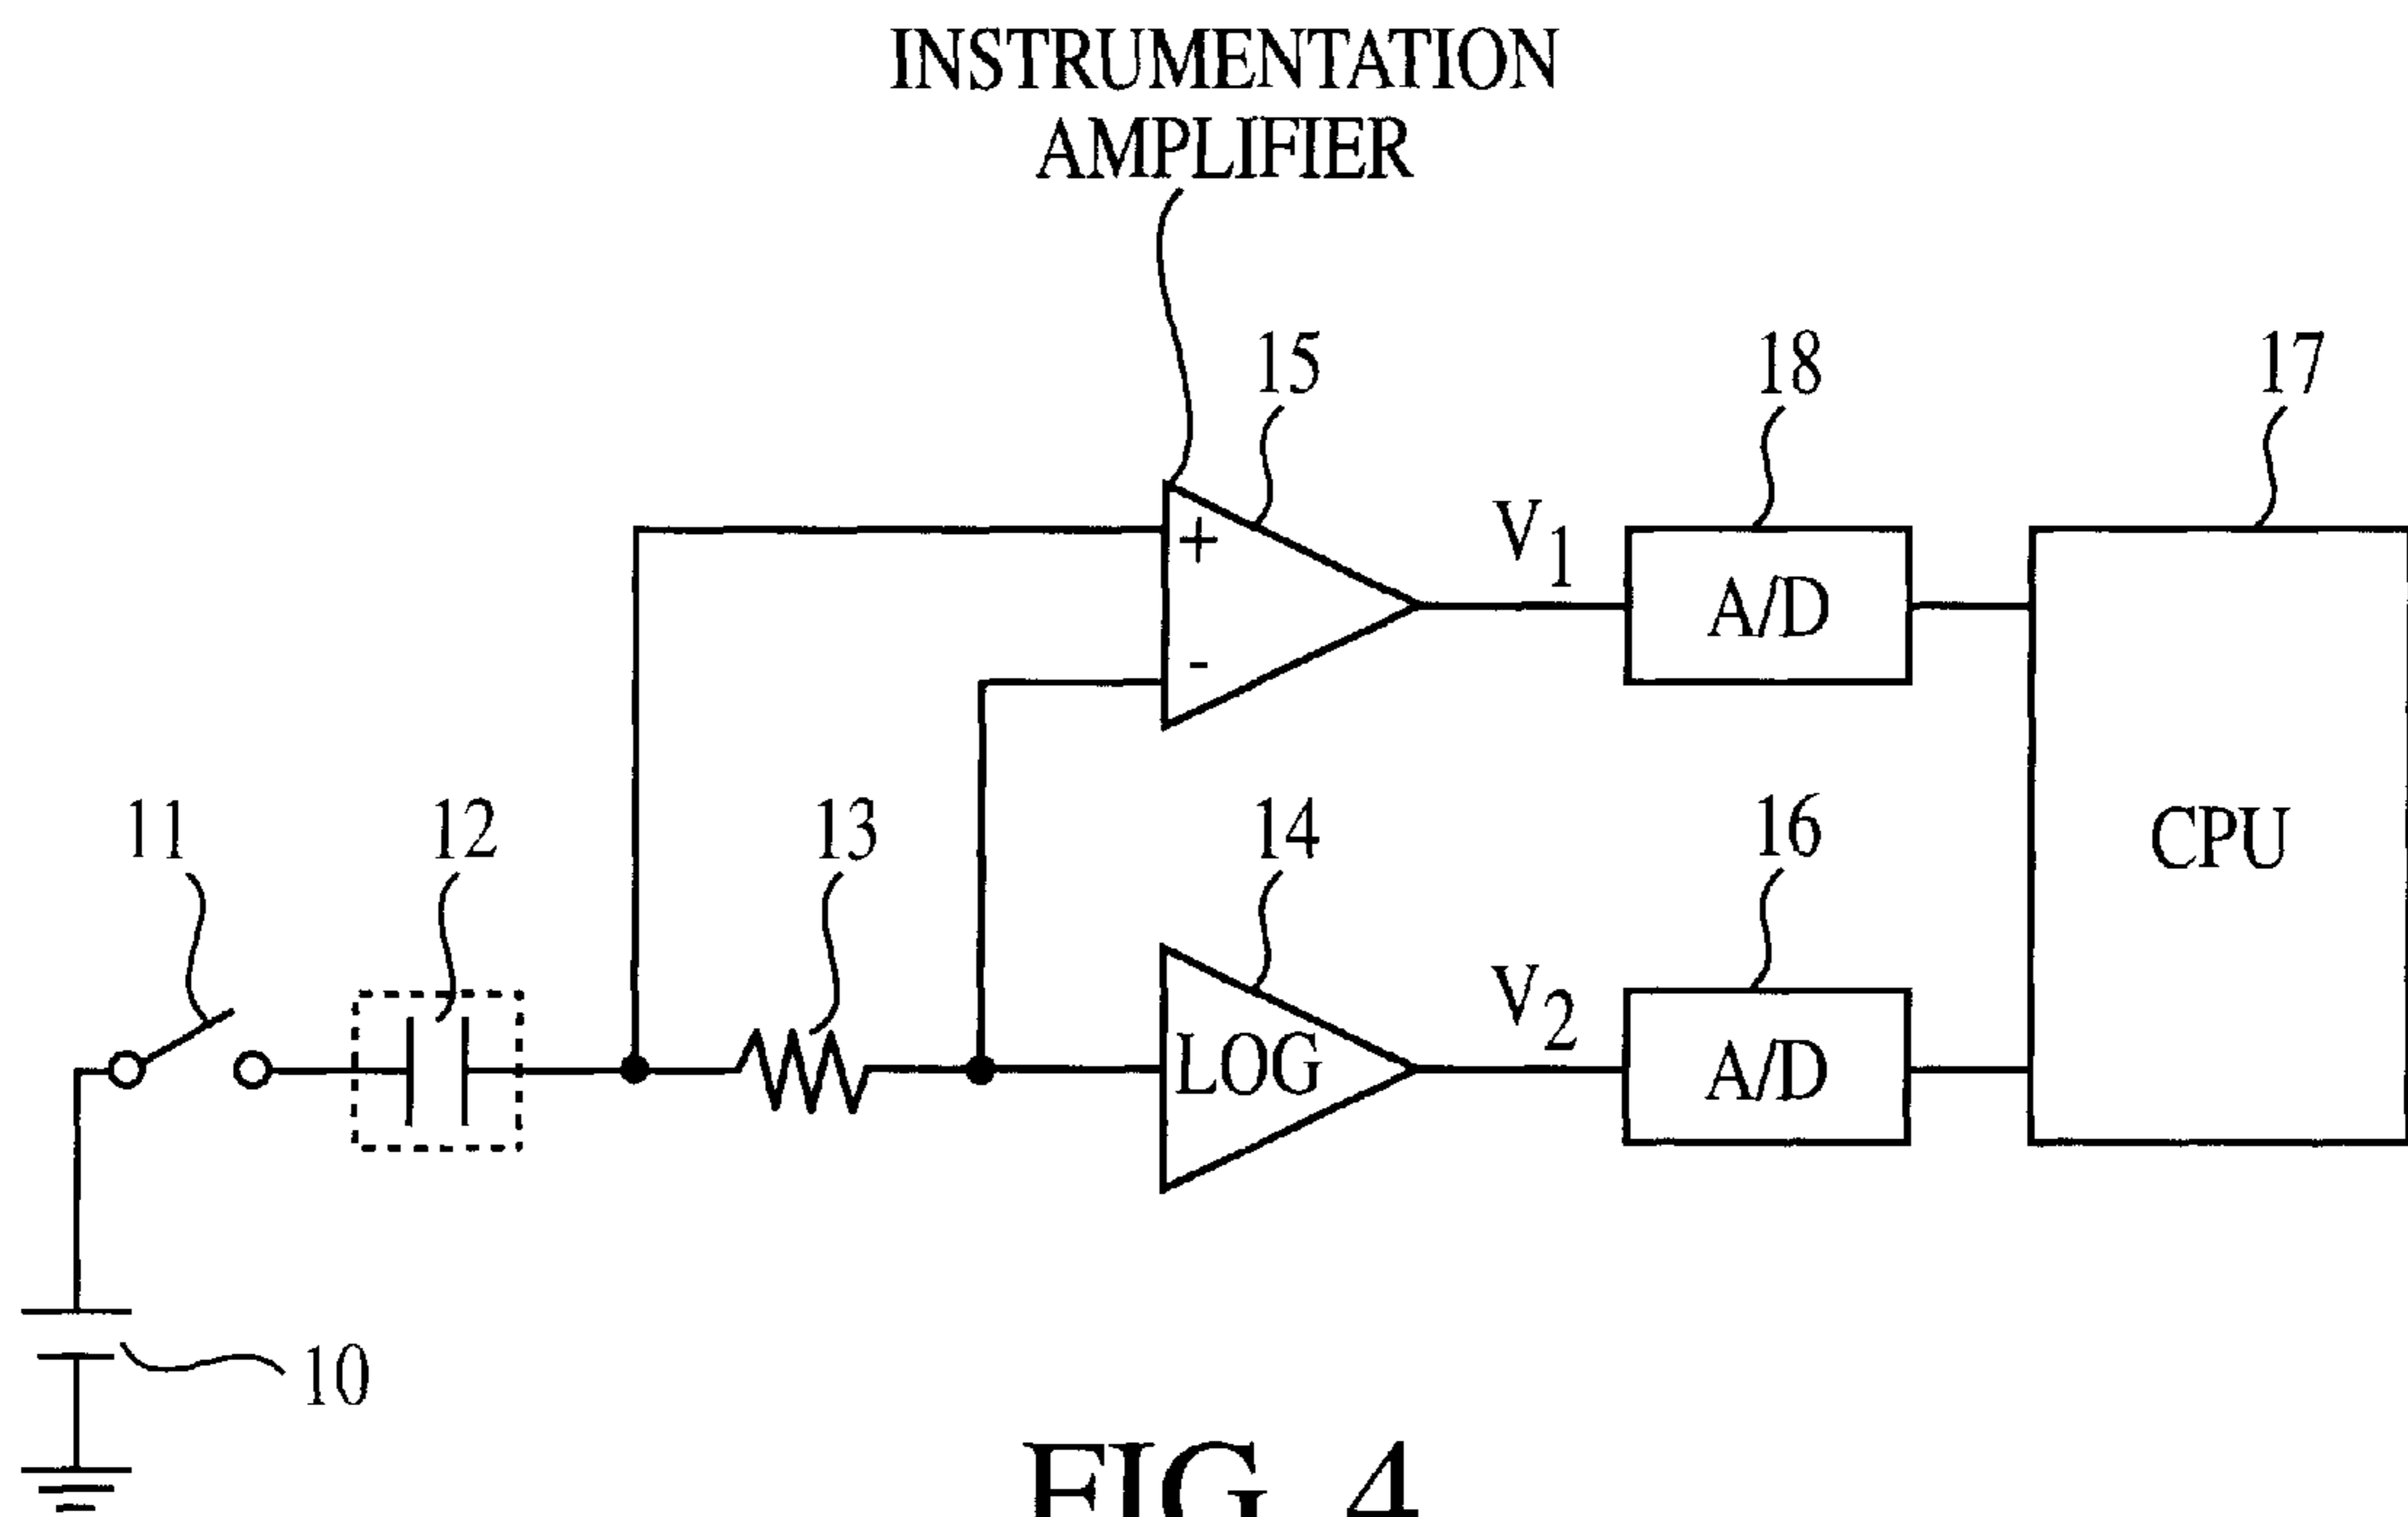 INSTRUMENTATION
AMPLIFIER
15
18
17
+
-
V1
A/D
11
12
13
14
16
CPU
LOG
V2
A/D
10
FIG. 4